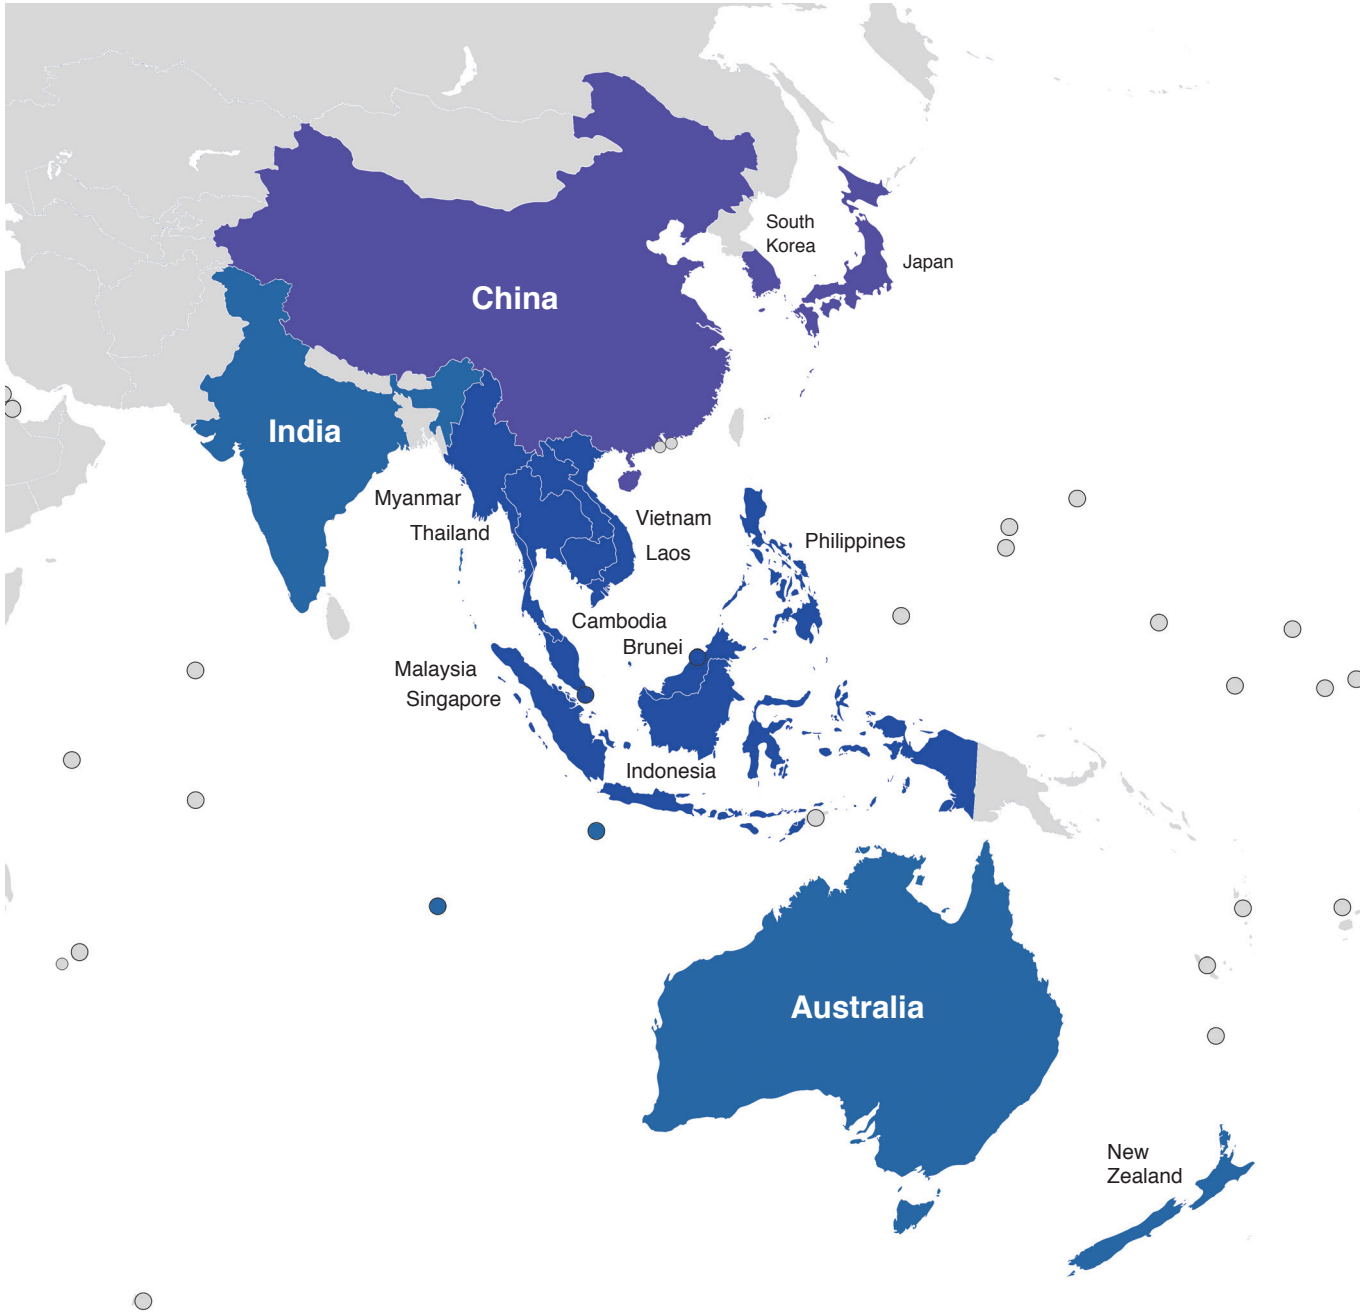 South
Korea
Japan
China
India
Myanmar
Thailand
Vietnam
Laos
Philippines
Cambodia
Brunei
Malaysia
Singapore
Indonesia
Australia
New
Zealand